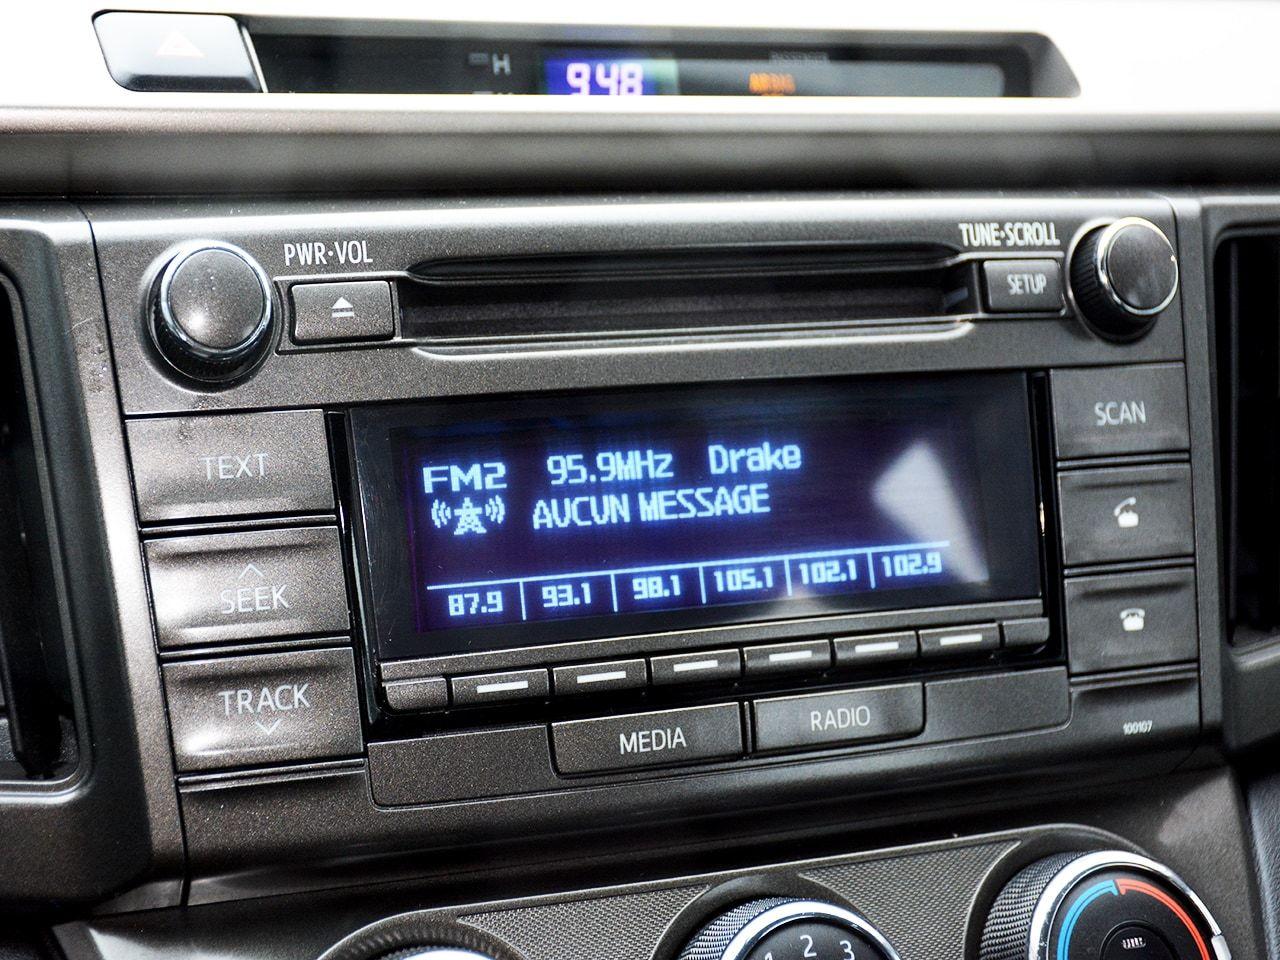 H
9:48
AIRBAG
PWR•VOL
TUNE•SCROLL
SETUP
TEXT
SEEK
TRACK
FM2 95.9MHz Drake
AUCUN MESSAGE
87.9 93.1 98.1 105.1 102.1 102.9
SCAN
MEDIA
RADIO
100107
1 2 3